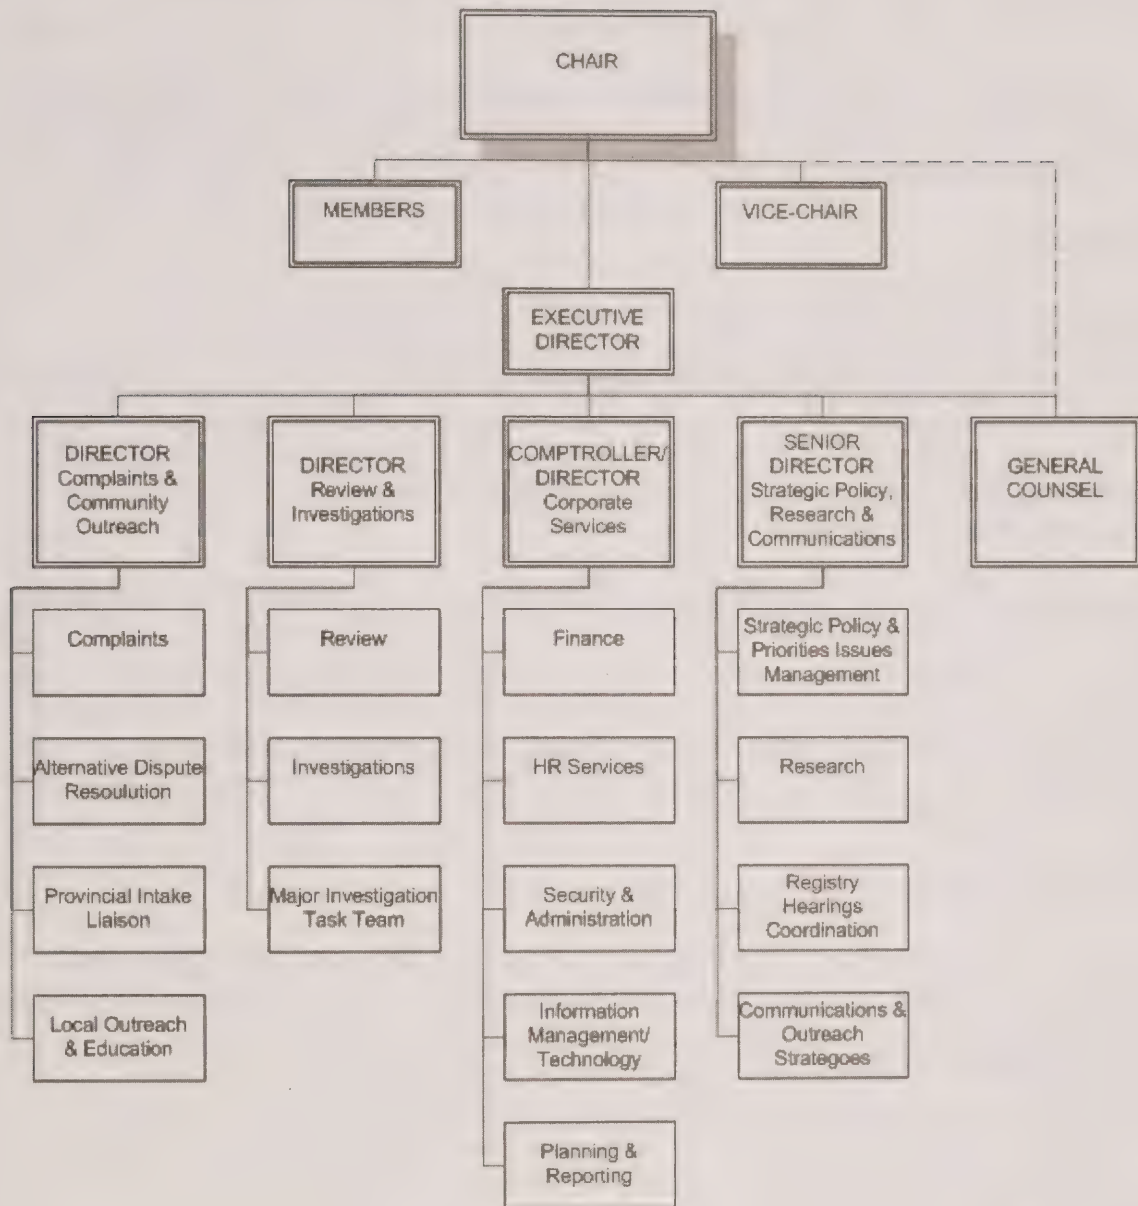 CHAIR
MEMBERS
VICE-CHAIR
EXECUTIVE
DIRECTOR
DIRECTOR
Complaints &
Community
Outreach
DIRECTOR
Review &
Investigations
COMPTROLLER/
DIRECTOR
Corporate
Services
SENIOR
DIRECTOR
Strategic Policy,
Research &
Communications
GENERAL
COUNSEL
Complaints
Alternative Dispute
Resoulution
Provincial Intake
Liaison
Local Outreach
& Education
Review
Investigations
Major Investigation
Task Team
Finance
HR Services
Security &
Administration
Information
Management/
Technology
Planning &
Reporting
Strategic Policy &
Priorities Issues
Management
Research
Registry
Hearings
Coordination
Communications &
Outreach
Strategoes